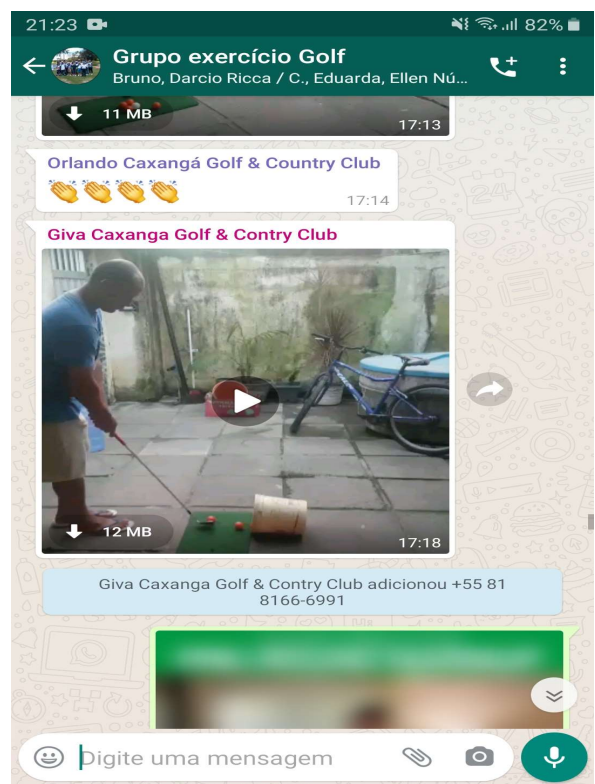 21:23
82%
Grupo exercício Golf
Bruno, Darcio Ricca / C., Eduarda, Ellen Nú...
11 MB
17:13
Orlando Caxangá Golf & Country Club
17:14
Giva Caxanga Golf & Contry Club
12 MB
17:18
Giva Caxanga Golf & Contry Club adicionou +55 81
8166-6991
Digite uma mensagem